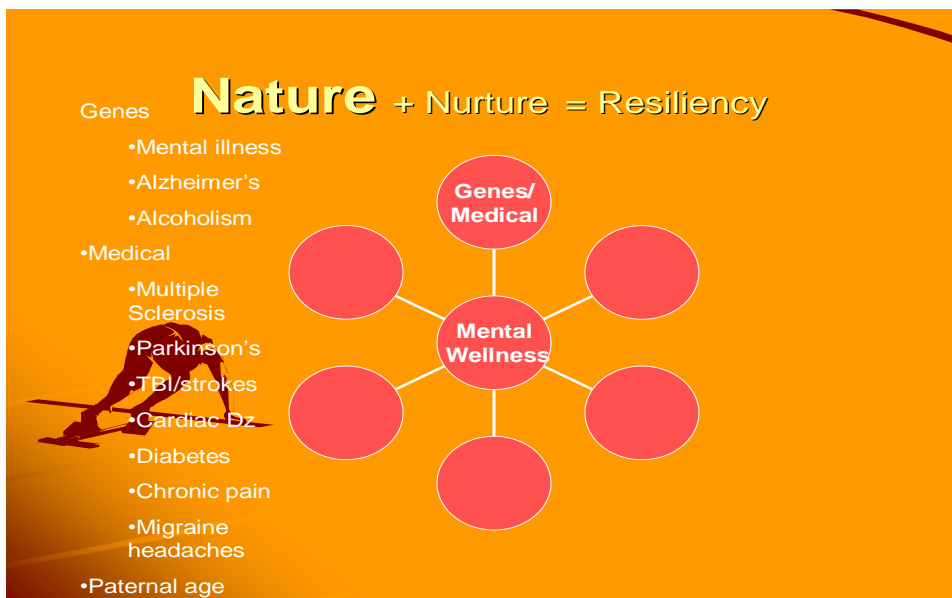 Nature + Nurture = Resiliency
Genes
•Mental illness
•Alzheimer's
•Alcoholism
•Medical
•Multiple
Sclerosis
•Parkinson's
•TBI/strokes
•Cardiac Dz
•Diabetes
•Chronic pain
•Migraine
headaches
•Paternal age
Genes/
Medical
Mental
Wellness